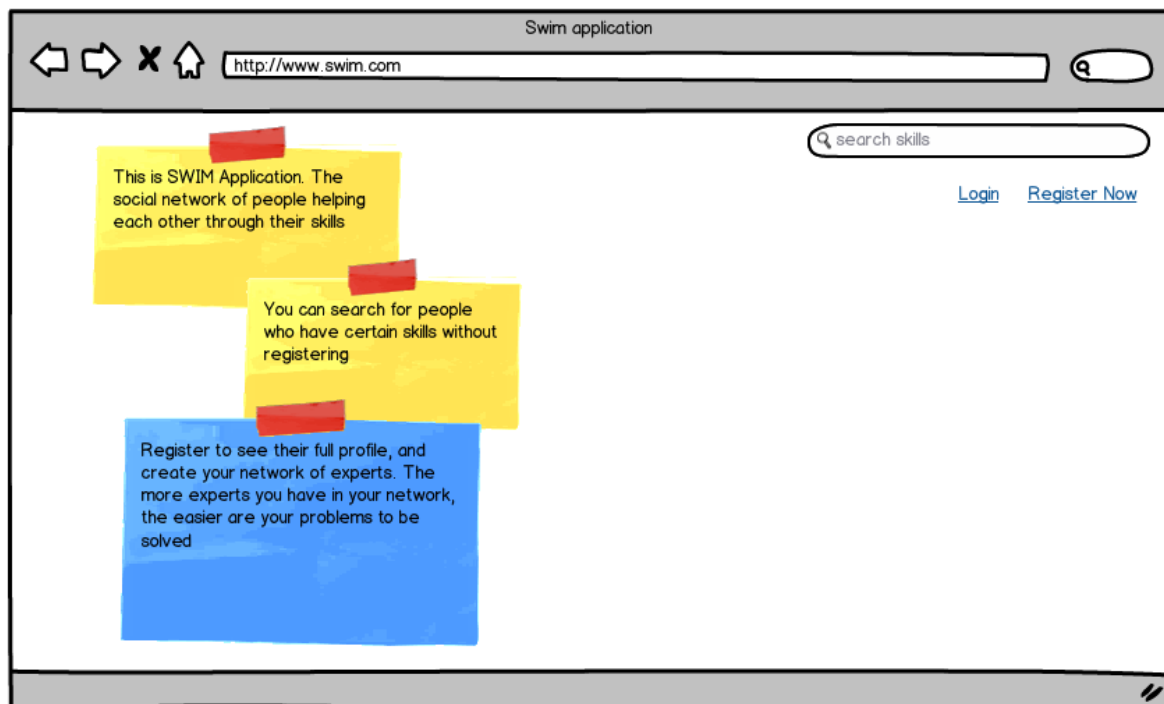 Swim application
http://www.swim.com
search skills
Login Register Now
This is SWIM Application. The
social network of people helping
each other through their skills
You can search for people
who have certain skills without
registering
Register to see their full profile, and
create your network of experts. The
more experts you have in your network,
the easier are your problems to be
solved